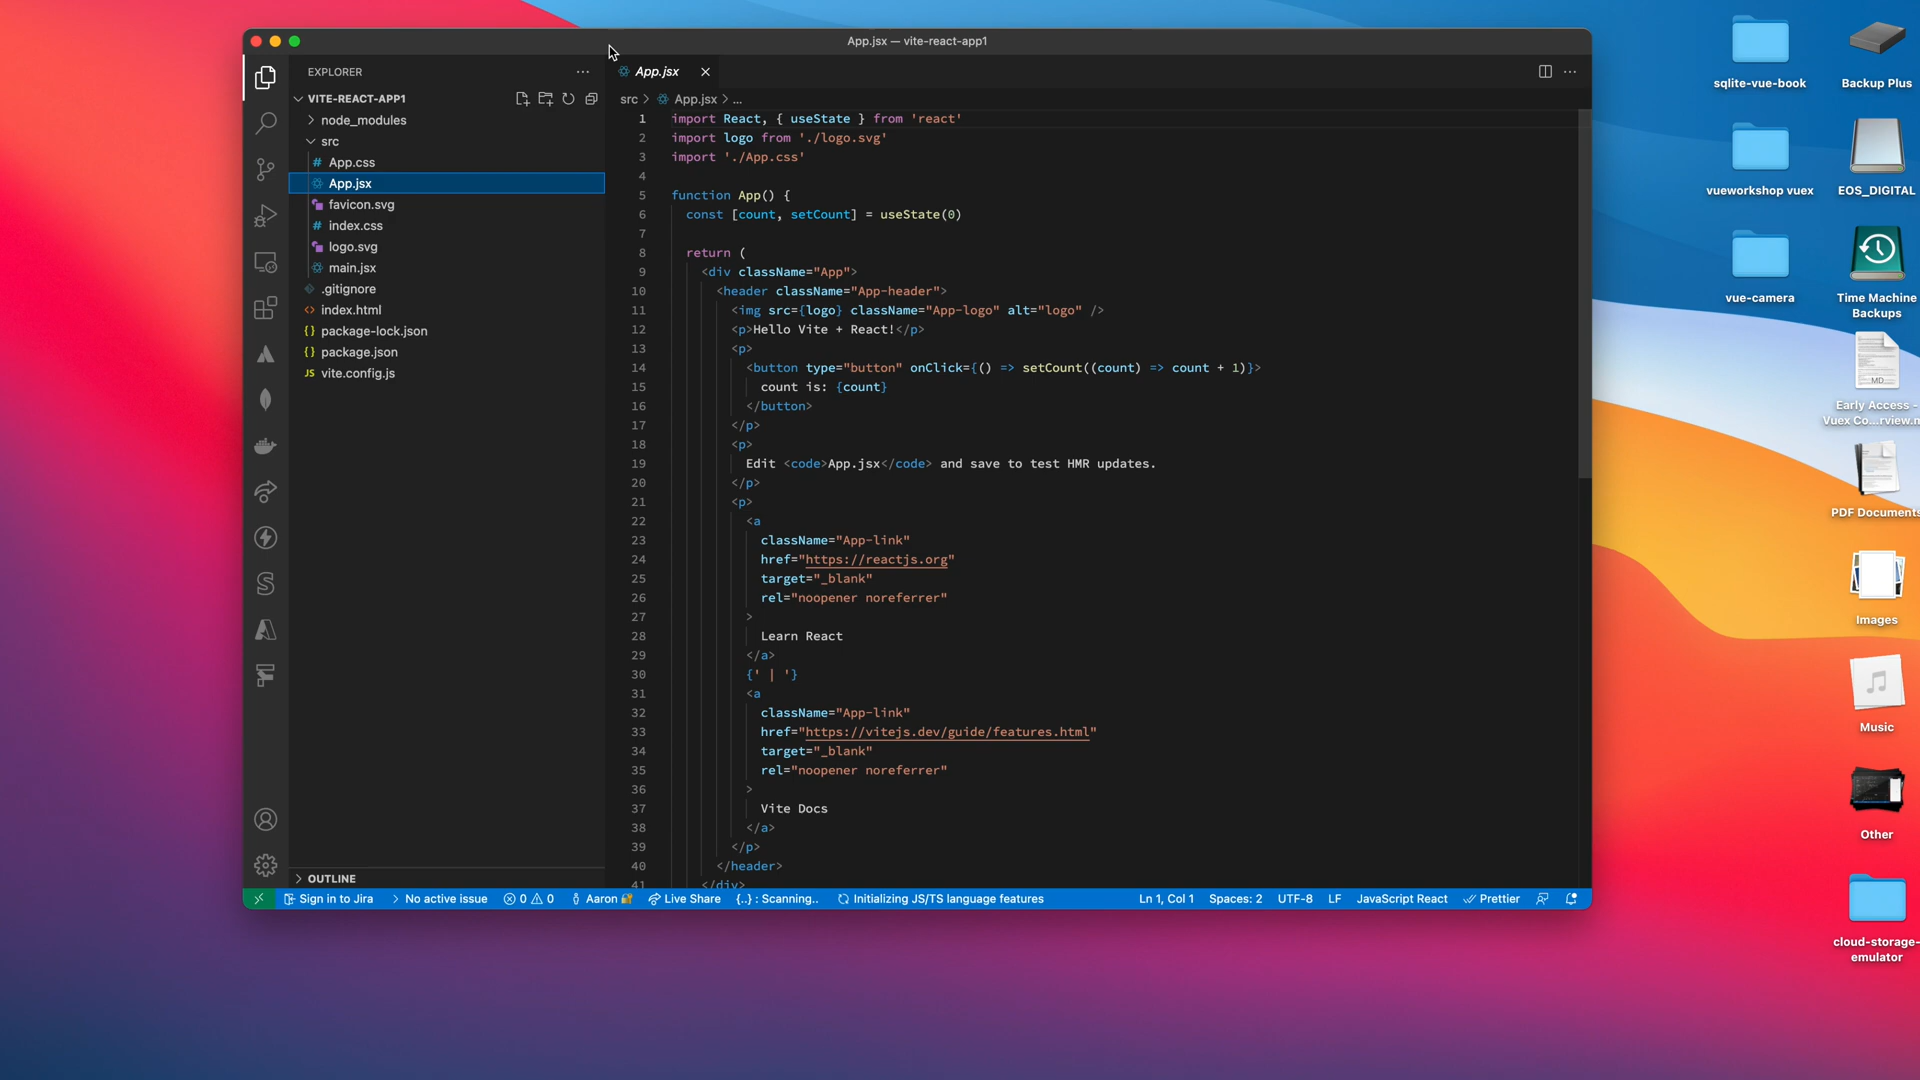 App.jsx — vite-react-app1
EXPLORER
VITE-REACT-APP1
node_modules
src
App.css
App.jsx
favicon.svg
index.css
logo.svg
main.jsx
.gitignore
index.html
package-lock.json
package.json
vite.config.js
OUTLINE
App.jsx
src > App.jsx > ...
1 import React, { useState } from 'react'
2 import logo from './logo.svg'
3 import './App.css'
4
5 function App() {
6 const [count, setCount] = useState(0)
7
8 return (
9 <div className="App">
10 <header className="App-header">
11 <img src={logo} className="App-logo" alt="logo" />
12 <p>Hello Vite + React!</p>
13 <p>
14 <button type="button" onClick={() => setCount((count) => count + 1)}>
15 count is: {count}
16 </button>
17 </p>
18 <p>
19 Edit <code>App.jsx</code> and save to test HMR updates.
20 </p>
21 <p>
22 <a
23 className="App-link"
24 href="https://reactjs.org"
25 target="_blank"
26 rel="noopener noreferrer"
27 >
28 Learn React
29 </a>
30 {' | '}
31 <a
32 className="App-link"
33 href="https://vitejs.dev/guide/features.html"
34 target="_blank"
35 rel="noopener noreferrer"
36 >
37 Vite Docs
38 </a>
39 </p>
40 </header>
41 </div>
Sign in to Jira
No active issue
0 0
Aaron
Live Share
{..} : Scanning..
Initializing JS/TS language features
Ln 1, Col 1
Spaces: 2
UTF-8
LF
JavaScript React
Prettier
sqlite-vue-book
Backup Plus
vueworkshop vuex
EOS_DIGITAL
vue-camera
Time Machine
Backups
MD
Early Access -
Vuex Co...rview.m
PDF Documents
Images
Music
Other
cloud-storage-
emulator